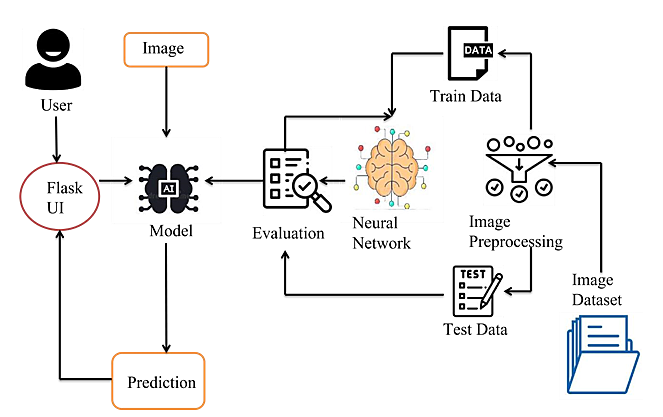 Image
DATA
User
Train Data
Flask
UI
AI
Model
Evaluation
Neural
Network
Image
Preprocessing
TEST
Image
Dataset
Test Data
Prediction